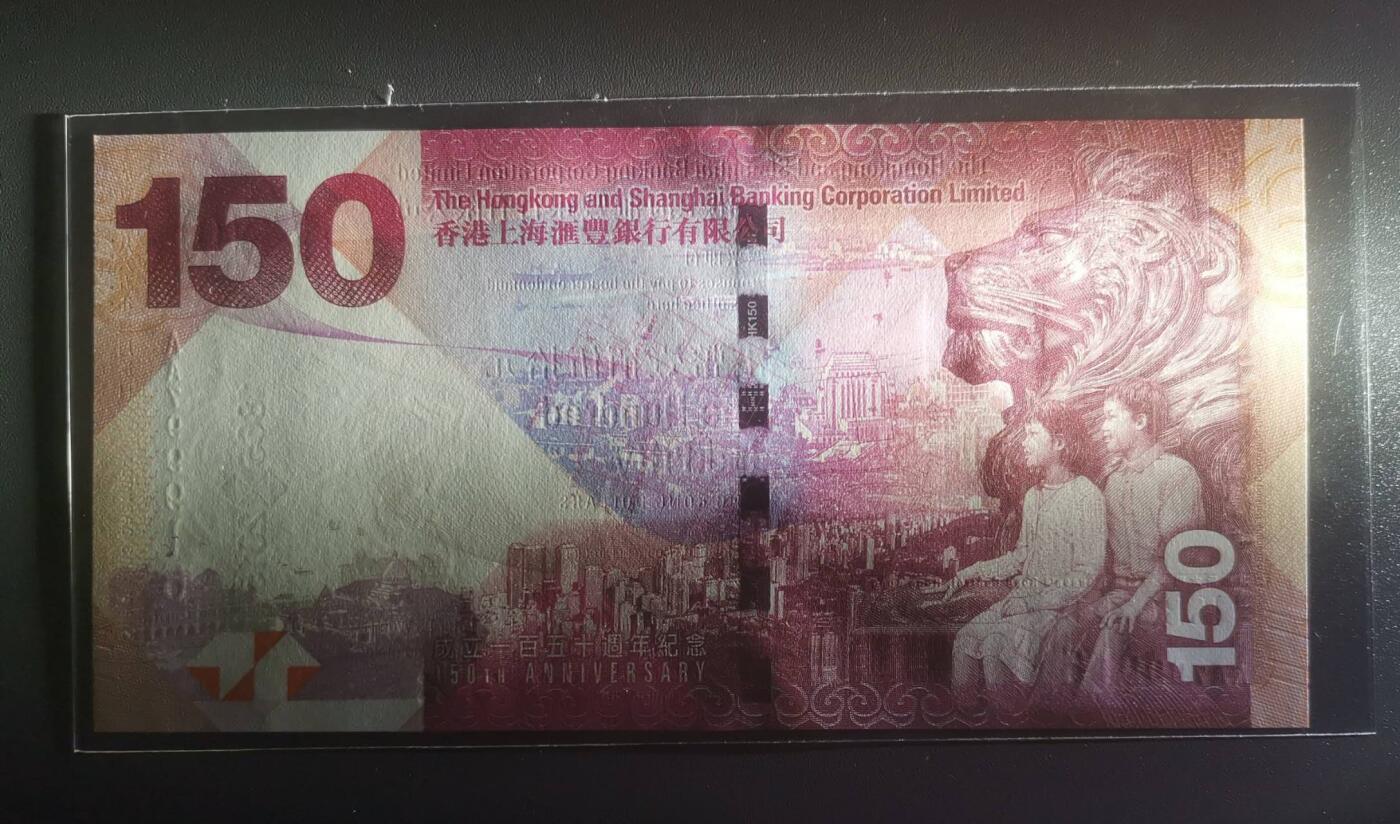 150
The Hongkong and Shanghai Banking Corporation Limited
香港上海滙豐銀行有限公司
HK150
成立一百五十週年紀念
150TH ANNIVERSARY
150